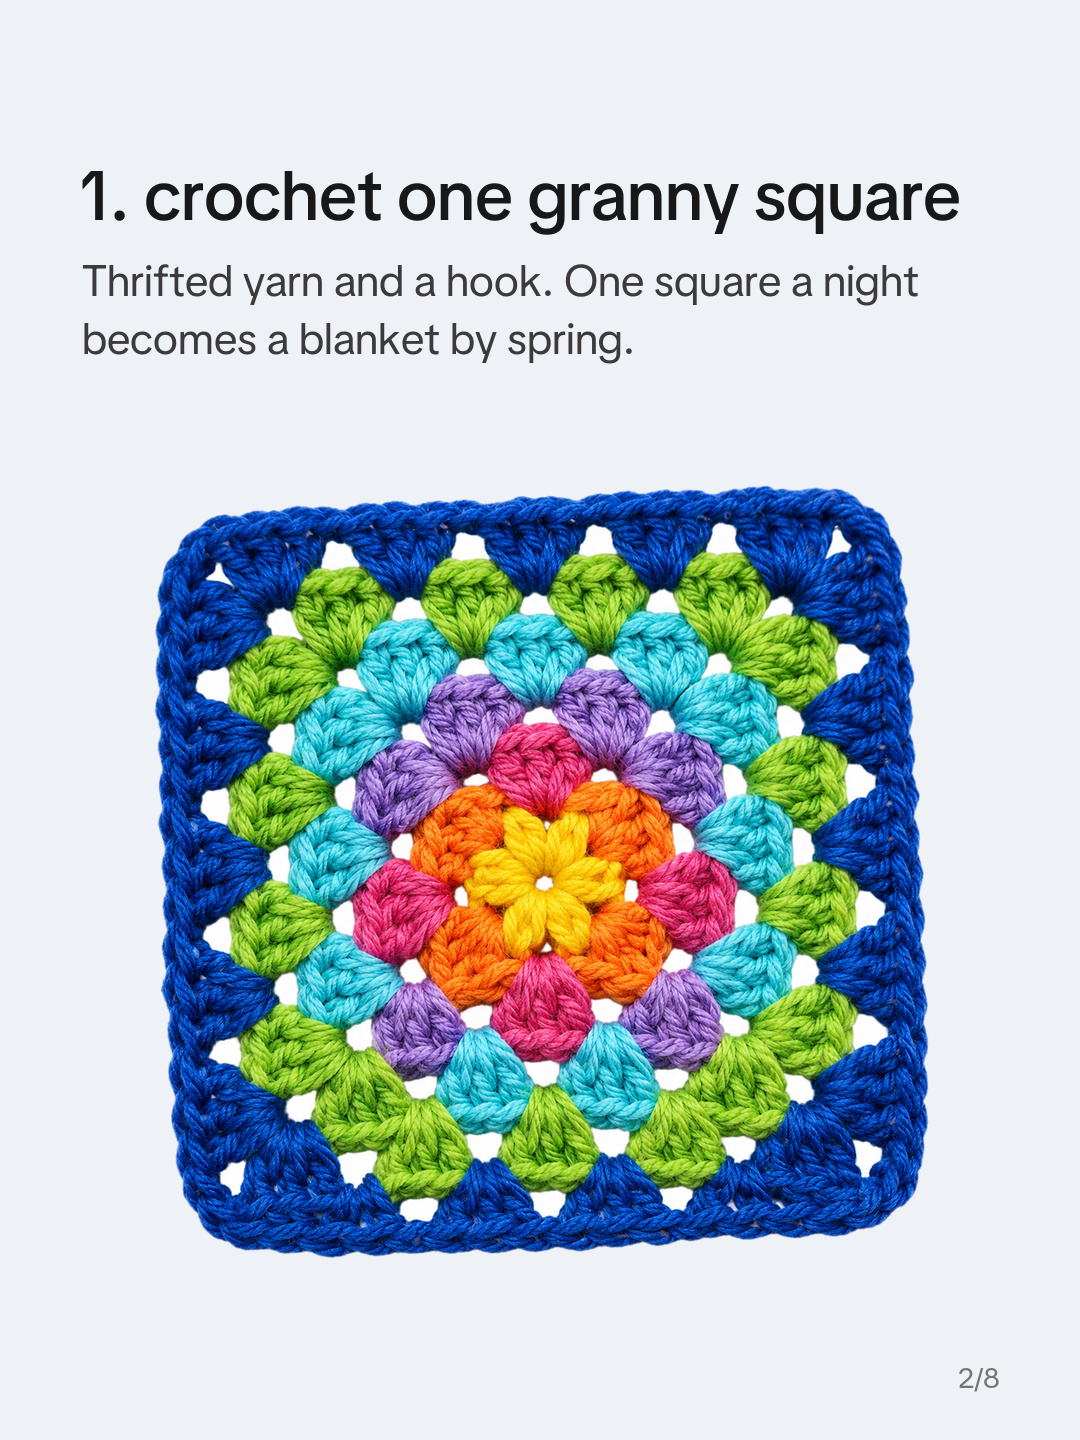 1. crochet one granny square
Thrifted yarn and a hook. One square a night
becomes a blanket by spring.
2/8